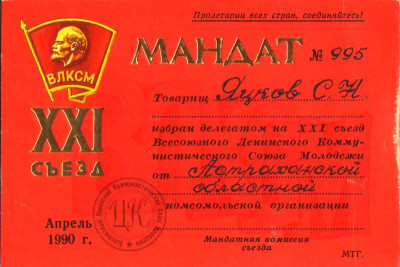 Пролетарии всех стран, соединяйтесь!
ВЛКСМ
МАНДАТ № 995
XXI
СЪЕЗД
Товарищ Яцков С. Н.
избран делегатом на XXI съезд
Всесоюзного Ленинского Комму-
нистического Союза Молодежи
от Астраханской
областной
комсомольской организации
ЦК
Апрель
1990 г.
Мандатная комиссия
съезда
МТГ.